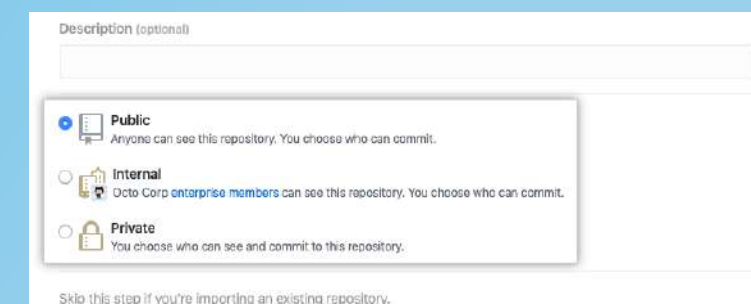 Description (optional)
Public
Anyone can see this repository. You choose who can commit.
Internal
Octo Corp enterprise members can see this repository. You choose who can commit.
Private
You choose who can see and commit to this repository.
Skip this step if you're importing an existing repository.